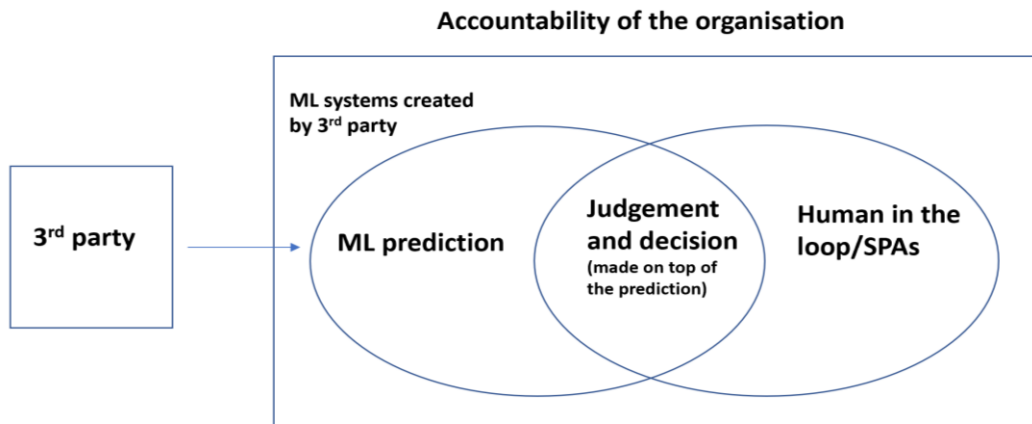 Accountability of the organisation
ML systems created
by 3rd party
3rd party
ML prediction
Judgement
and decision
(made on top of
the prediction)
Human in the
loop/SPAs